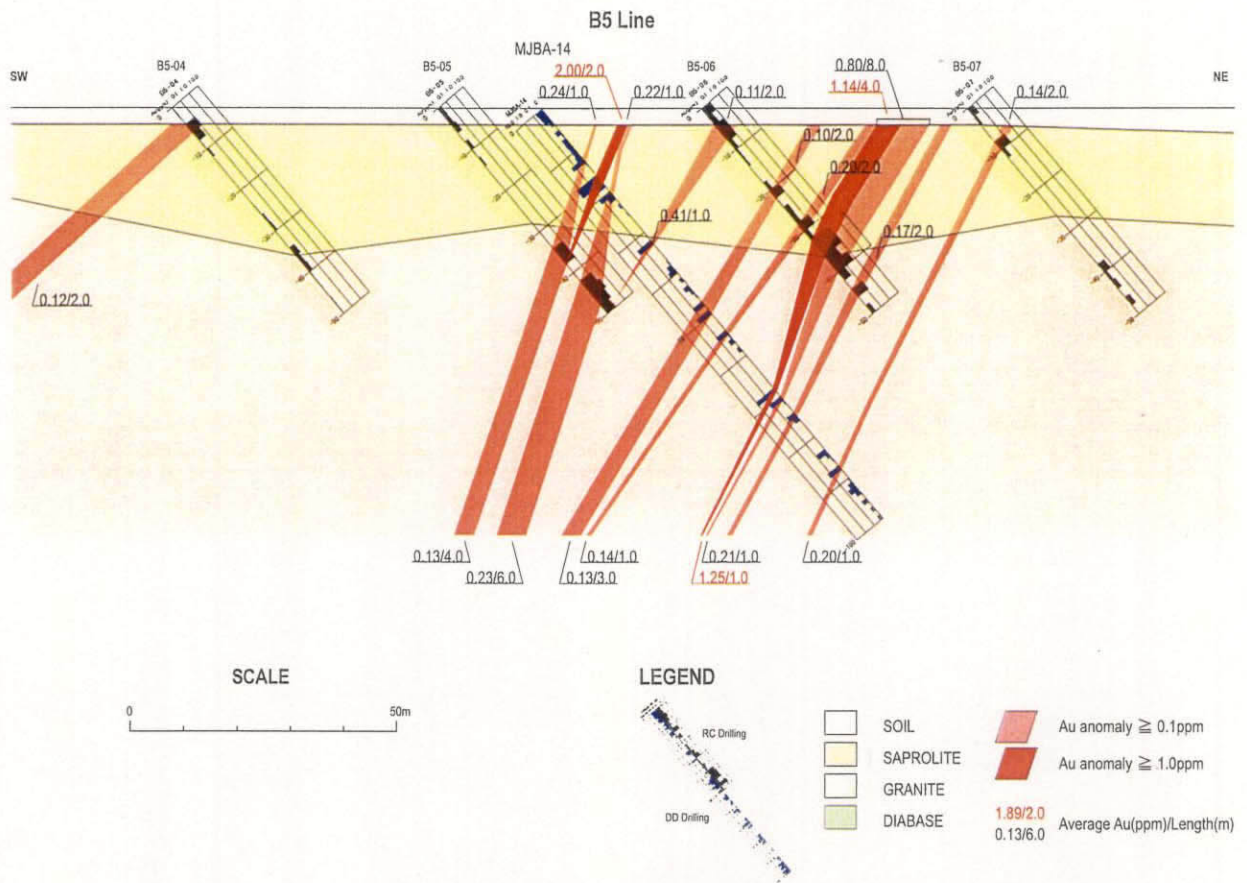 B5 Line
MJBA-14
SW
B5-04
B5-05
2.00/2.0
0.24/1.0
0.22/1.0
B5-06
0.11/2.0
0.80/8.0
1.14/4.0
B5-07
0.14/2.0
NE
0.10/2.0
0.20/2.0
0.41/1.0
0.17/2.0
0.12/2.0
0.13/4.0
0.23/6.0
0.14/1.0
0.13/3.0
0.21/1.0
1.25/1.0
0.20/1.0
SCALE
0 50m
LEGEND
RC Drilling
DD Drilling
SOIL
SAPROLITE
GRANITE
DIABASE
Au anomaly ≧ 0.1ppm
Au anomaly ≧ 1.0ppm
1.89/2.0
0.13/6.0
Average Au(ppm)/Length(m)